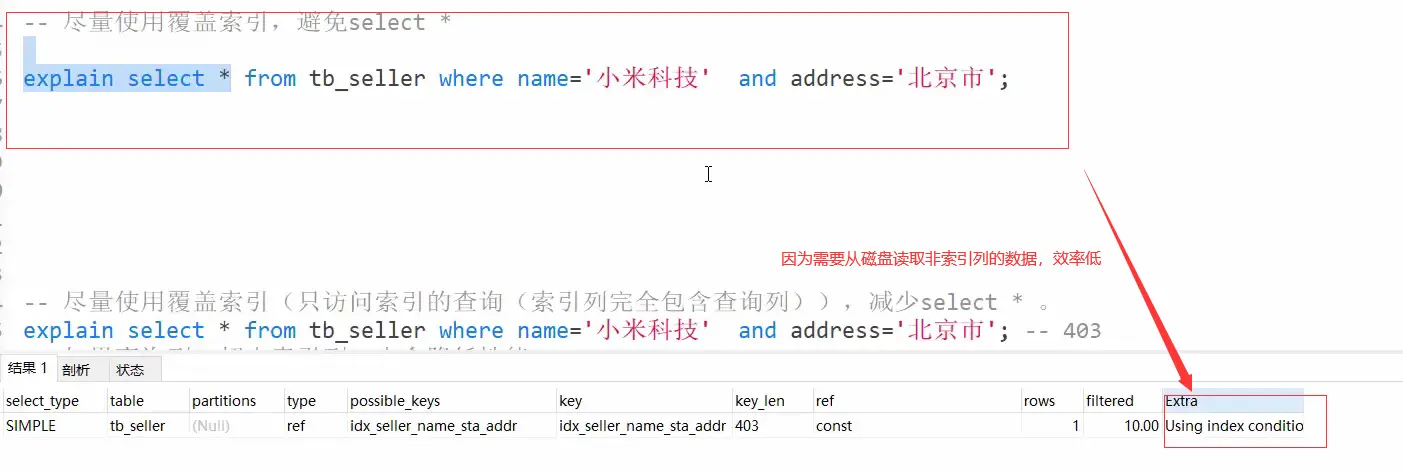 -- 尽量使用覆盖索引，避免select *
explain select * from tb_seller where name='小米科技' and address='北京市';
因为需要从磁盘读取非索引列的数据，效率低
-- 尽量使用覆盖索引（只访问索引的查询（索引列完全包含查询列）），减少select * 。
explain select * from tb_seller where name='小米科技' and address='北京市'; -- 403
结果 1 剖析 状态
select_type table partitions type possible_keys key key_len ref rows filtered Extra
SIMPLE tb_seller (Null) ref idx_seller_name_sta_addr idx_seller_name_sta_addr 403 const 1 10.00 Using index conditio